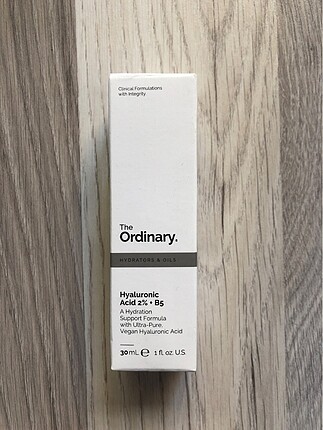 Clinical Formulations
with Integrity
The
Ordinary.
HYDRATORS & OILS
Hyaluronic
Acid 2% + B5
A Hydration
Support Formula
with Ultra-Pure,
Vegan Hyaluronic Acid
30mL ℮ 1 fl. oz. U.S.